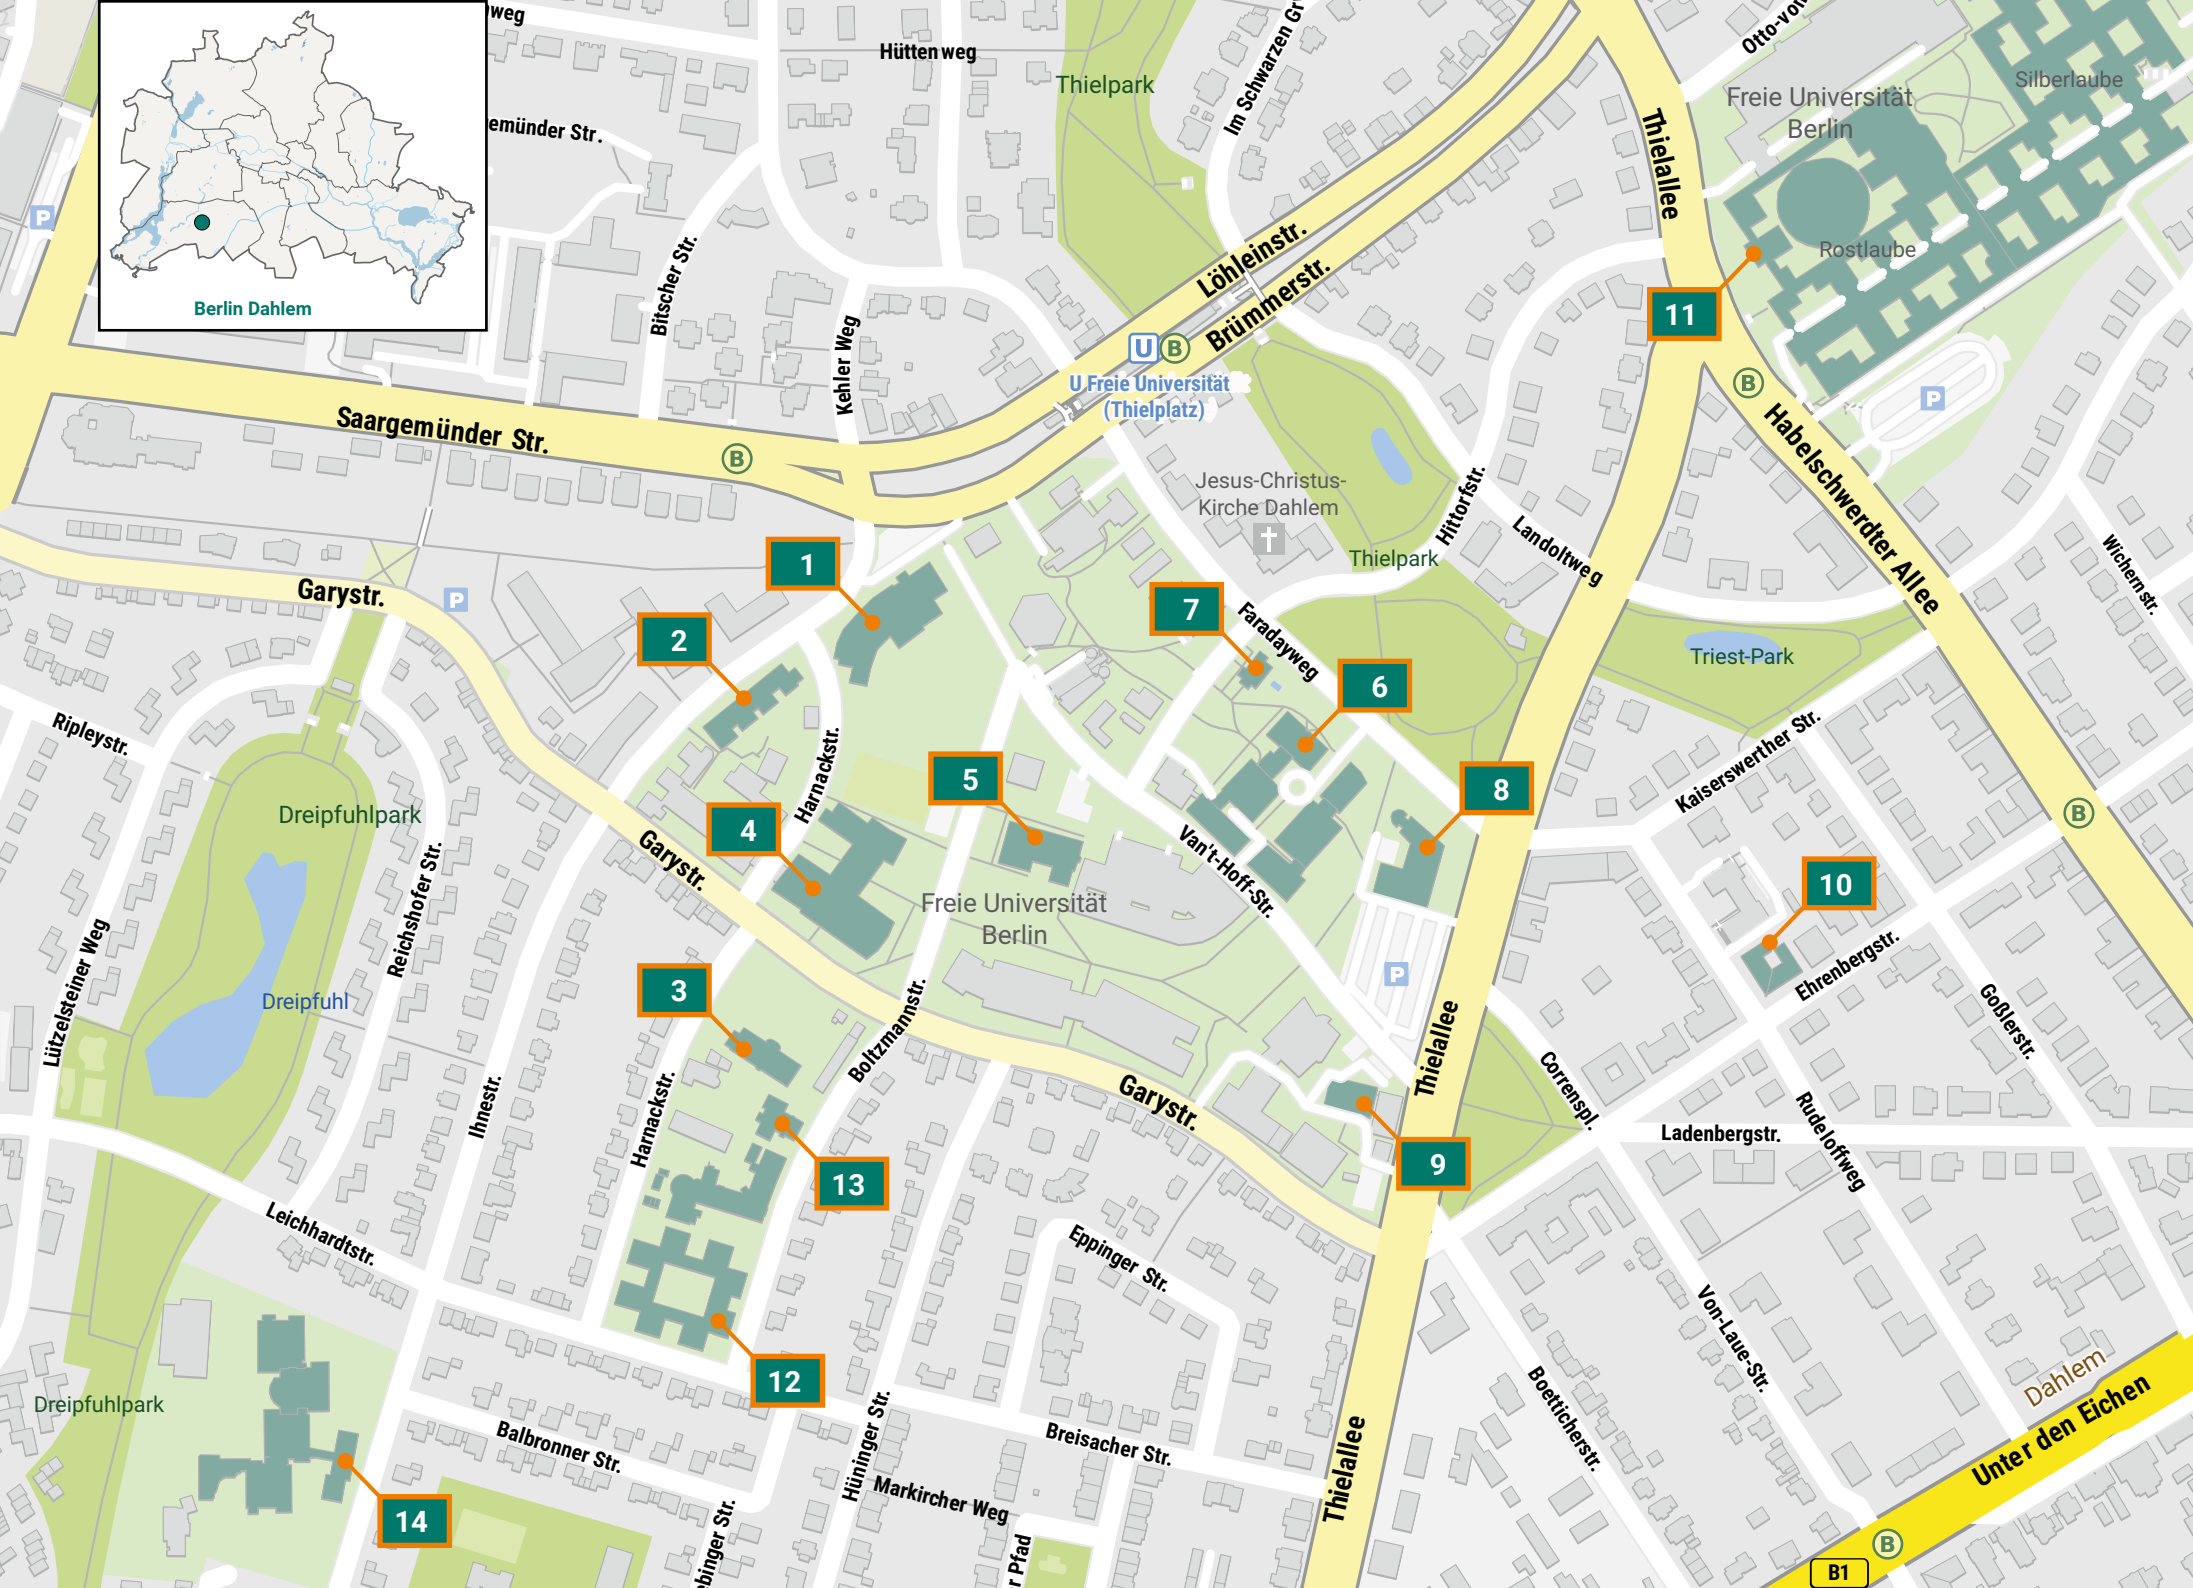 Hüttenweg
Thielpark
Im Schwarzen Gr
Otto-von
Silberlaube
Freie Universität
Berlin
Thielallee
Rostlaube
weg
emünder Str.
P
Berlin Dahlem
Bitscher Str.
Kehler Weg
Löhleinstr.
Brümmerstr.
U
B
U Freie Universität
(Thielplatz)
11
B
P
Saargemünder Str.
B
Habelschwerdter Allee
Jesus-Christus-
Kirche Dahlem
Hittorfstr.
Landoltweg
Thielpark
Wichernstr.
Garystr.
P
1
2
7
Faradayweg
6
Triest-Park
Ripleystr.
Harnackstr.
Kaiserswerther Str.
5
8
B
Dreipfuhlpark
4
Garystr.
Van't-Hoff-Str.
Reichshofer Str.
10
Freie Universität
Berlin
Ehrenbergstr.
Lützelsteiner Weg
Dreipfuhl
3
P
Boltzmannstr.
Goßlerstr.
Thielallee
Correnspl.
Ihnestr.
Harnackstr.
Garystr.
Rudeloffweg
Ladenbergstr.
9
13
Leichhardtstr.
Eppinger Str.
Von-Laue-Str.
12
Dreipfuhlpark
Dahlem
Unter den Eichen
Boetticherstr.
Balbronner Str.
Hüninger Str.
Breisacher Str.
Thielallee
Markircher Weg
14
ebinger Str.
r Pfad
B
B1